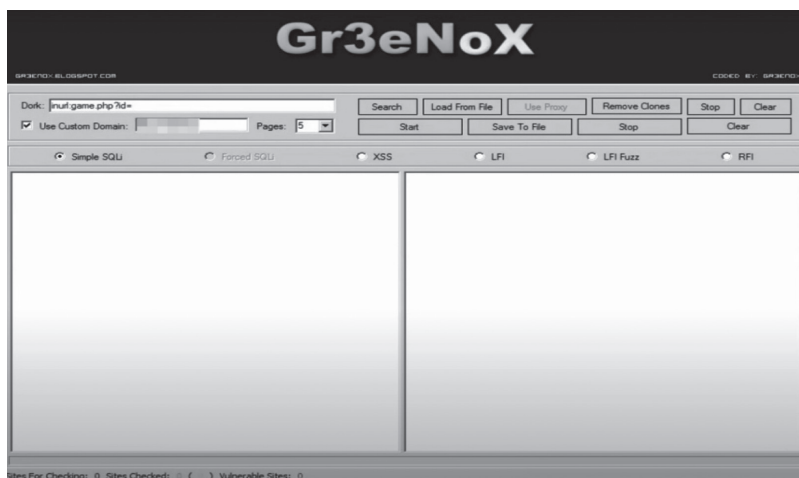 Gr3eNoX
GR3ENOX.BLOGSPOT.COM
CODED BY: GR3ENOX
Dork: inurl:game.php?id=
Search Load From File Use Proxy Remove Clones Stop Clear
Use Custom Domain: Pages: 5
Start Save To File Stop Clear
Simple SQLi Forced SQLi XSS LFI LFI Fuzz RFI
Sites For Checking: 0 Sites Checked: Vulnerable Sites: 0